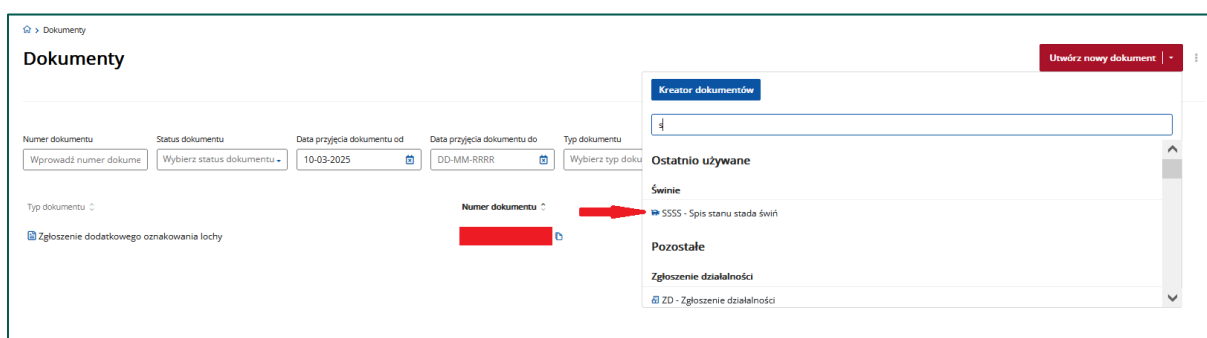 Dokumenty
Dokumenty
Utwórz nowy dokument
Kreator dokumentów
s
Numer dokumentu
Status dokumentu
Data przyjęcia dokumentu od
Data przyjęcia dokumentu do
Typ dokumentu
Wprowadź numer dokume
Wybierz status dokumentu
10-03-2025
DD-MM-RRRR
Wybierz typ doku
Ostatnio używane
Świnie
Typ dokumentu
Numer dokumentu
SSSS - Spis stanu stada świń
Zgłoszenie dodatkowego oznakowania lochy
Pozostałe
Zgłoszenie działalności
ZD - Zgłoszenie działalności